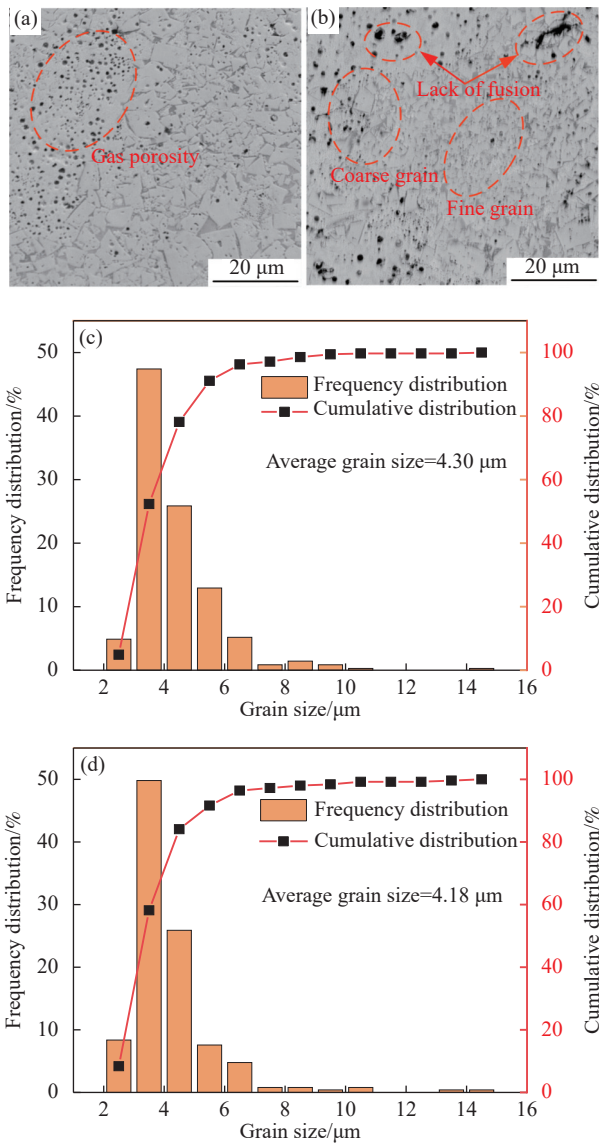 (a)
Gas porosity
20 μm
(b)
Lack of fusion
Coarse grain
Fine grain
20 μm
(c)
Frequency distribution/%
50
40
30
20
10
0
Frequency distribution
Cumulative distribution
Average grain size=4.30 μm
100
80
60
40
20
0
Cumulative distribution/%
2 4 6 8 10 12 14 16
Grain size/μm
(d)
Frequency distribution/%
50
40
30
20
10
0
Frequency distribution
Cumulative distribution
Average grain size=4.18 μm
100
80
60
40
20
0
Cumulative distribution/%
2 4 6 8 10 12 14 16
Grain size/μm